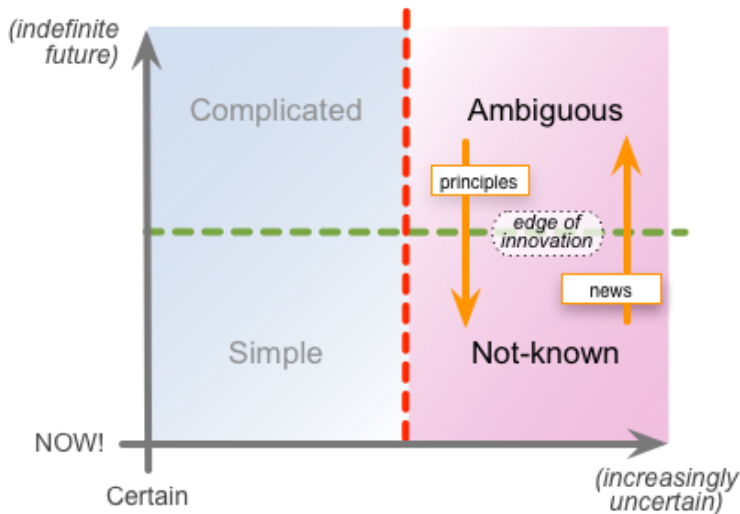 (indefinite
future)
Complicated
Ambiguous
principles
edge of
innovation
news
Simple
Not-known
NOW!
Certain
(increasingly
uncertain)